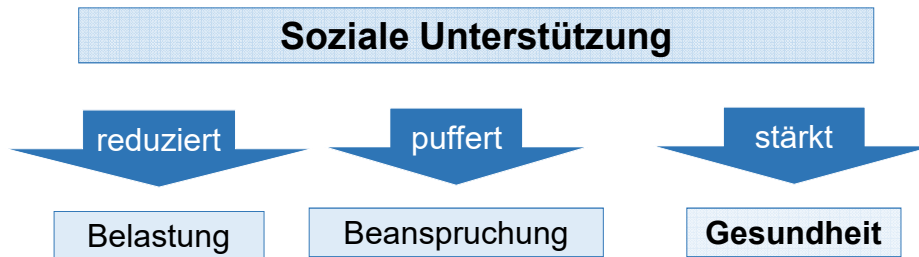 Soziale Unterstützung
reduziert puffert stärkt
Belastung Beanspruchung Gesundheit